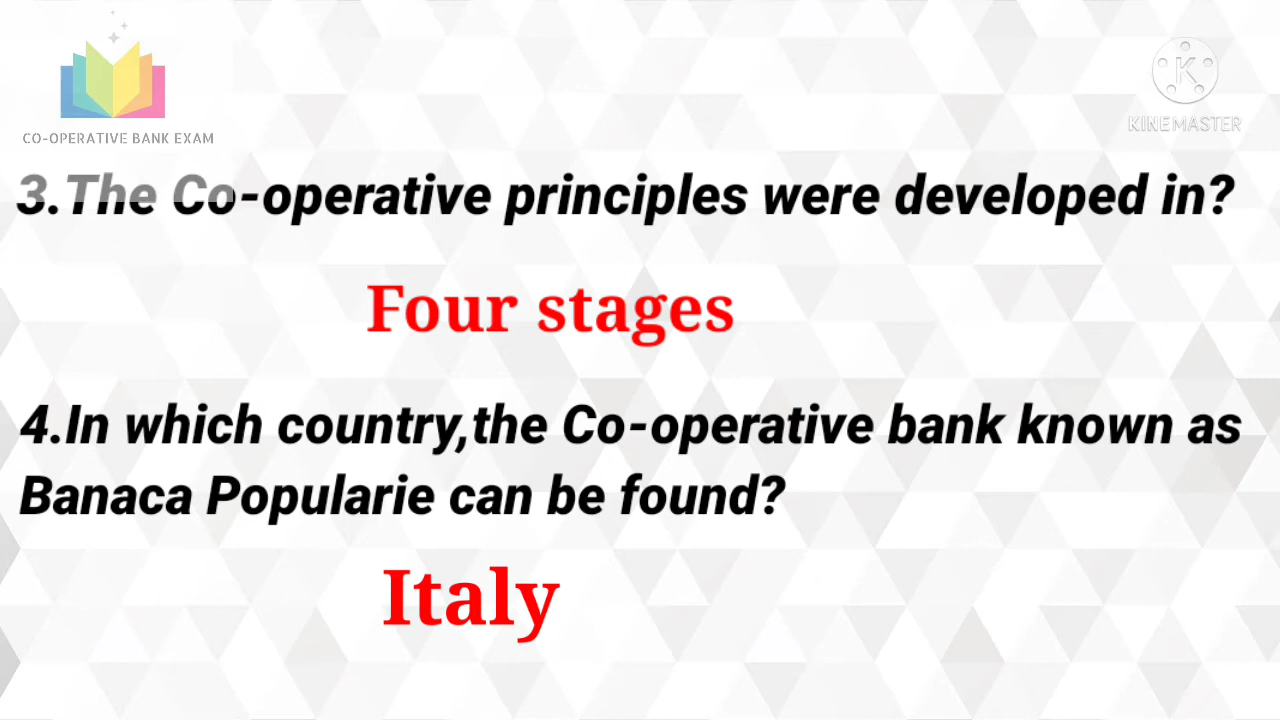 CO-OPERATIVE BANK EXAM
KINEMASTER
3.The Co-operative principles were developed in?
Four stages
4.In which country,the Co-operative bank known as
Banaca Popularie can be found?
Italy